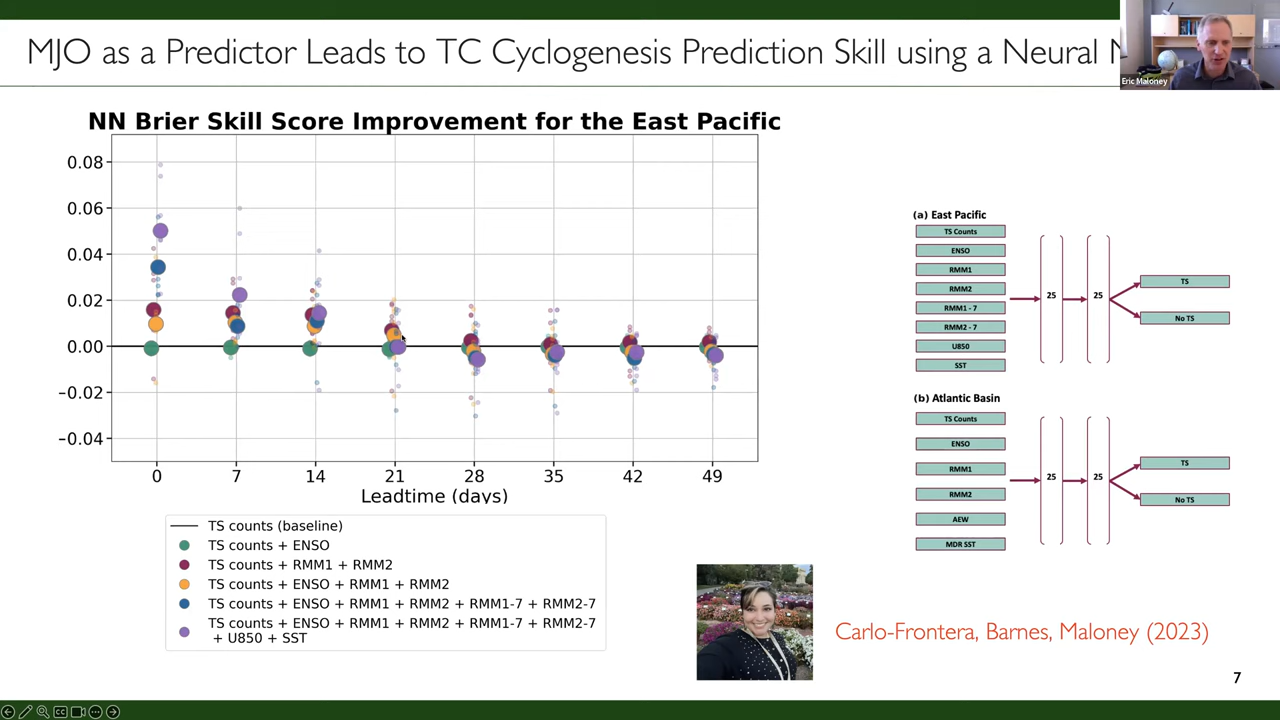 MJO as a Predictor Leads to TC Cyclogenesis Prediction Skill using a Neural
Eric Maloney
NN Brier Skill Score Improvement for the East Pacific
0.08
0.06
0.04
0.02
0.00
−0.02
−0.04
0 7 14 21 28 35 42 49
Leadtime (days)
TS counts (baseline)
TS counts + ENSO
TS counts + RMM1 + RMM2
TS counts + ENSO + RMM1 + RMM2
TS counts + ENSO + RMM1 + RMM2 + RMM1-7 + RMM2-7
TS counts + ENSO + RMM1 + RMM2 + RMM1-7 + RMM2-7
+ U850 + SST
(a) East Pacific
TS Counts
ENSO
RMM1
RMM2
RMM1 - 7
RMM2 - 7
U850
SST
25 25
TS
No TS
(b) Atlantic Basin
TS Counts
ENSO
RMM1
RMM2
AEW
MDR SST
25 25
TS
No TS
Carlo-Frontera, Barnes, Maloney (2023)
7
CC